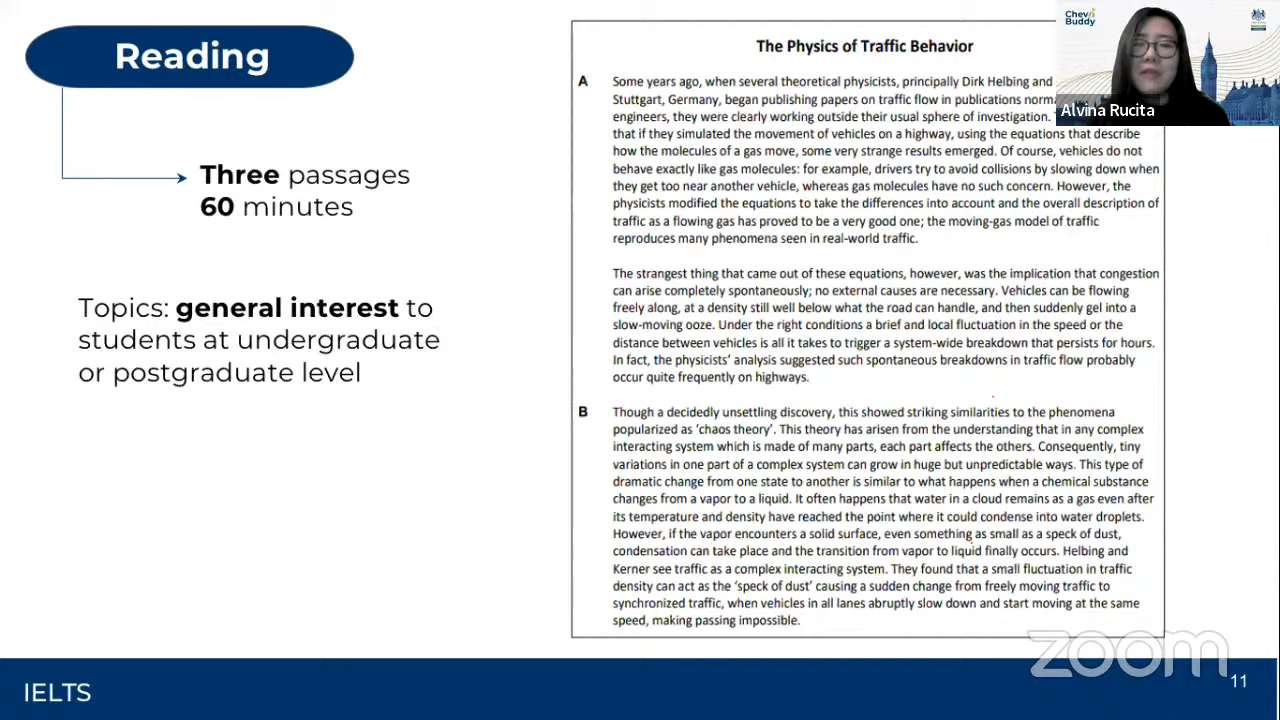 Reading
Three passages
60 minutes
Topics: general interest to
students at undergraduate
or postgraduate level
The Physics of Traffic Behavior
A
Some years ago, when several theoretical physicists, principally Dirk Helbing and
Stuttgart, Germany, began publishing papers on traffic flow in publications
engineers, they were clearly working outside their usual sphere of investigation.
that if they simulated the movement of vehicles on a highway, using the equations that describe
how the molecules of a gas move, some very strange results emerged. Of course, vehicles do not
behave exactly like gas molecules: for example, drivers try to avoid collisions by slowing down when
they get too near another vehicle, whereas gas molecules have no such concern. However, the
physicists modified the equations to take the differences into account and the overall description of
traffic as a flowing gas has proved to be a very good one; the moving-gas model of traffic
reproduces many phenomena seen in real-world traffic.
The strangest thing that came out of these equations, however, was the implication that congestion
can arise completely spontaneously; no external causes are necessary. Vehicles can be flowing
freely along, at a density still well below what the road can handle, and then suddenly gel into a
slow-moving ooze. Under the right conditions a brief and local fluctuation in the speed or the
distance between vehicles is all it takes to trigger a system-wide breakdown that persists for hours.
In fact, the physicists' analysis suggested such spontaneous breakdowns in traffic flow probably
occur quite frequently on highways.
B
Though a decidedly unsettling discovery, this showed striking similarities to the phenomena
popularized as 'chaos theory'. This theory has arisen from the understanding that in any complex
interacting system which is made of many parts, each part affects the others. Consequently, tiny
variations in one part of a complex system can grow in huge but unpredictable ways. This type of
dramatic change from one state to another is similar to what happens when a chemical substance
changes from a vapor to a liquid. It often happens that water in a cloud remains as a gas even after
its temperature and density have reached the point where it could condense into water droplets.
However, if the vapor encounters a solid surface, even something as small as a speck of dust,
condensation can take place and the transition from vapor to liquid finally occurs. Helbing and
Kerner see traffic as a complex interacting system. They found that a small fluctuation in traffic
density can act as the 'speck of dust' causing a sudden change from freely moving traffic to
synchronized traffic, when vehicles in all lanes abruptly slow down and start moving at the same
speed, making passing impossible.
Chev
Buddy
Alvina Rucita
zoom
IELTS
11